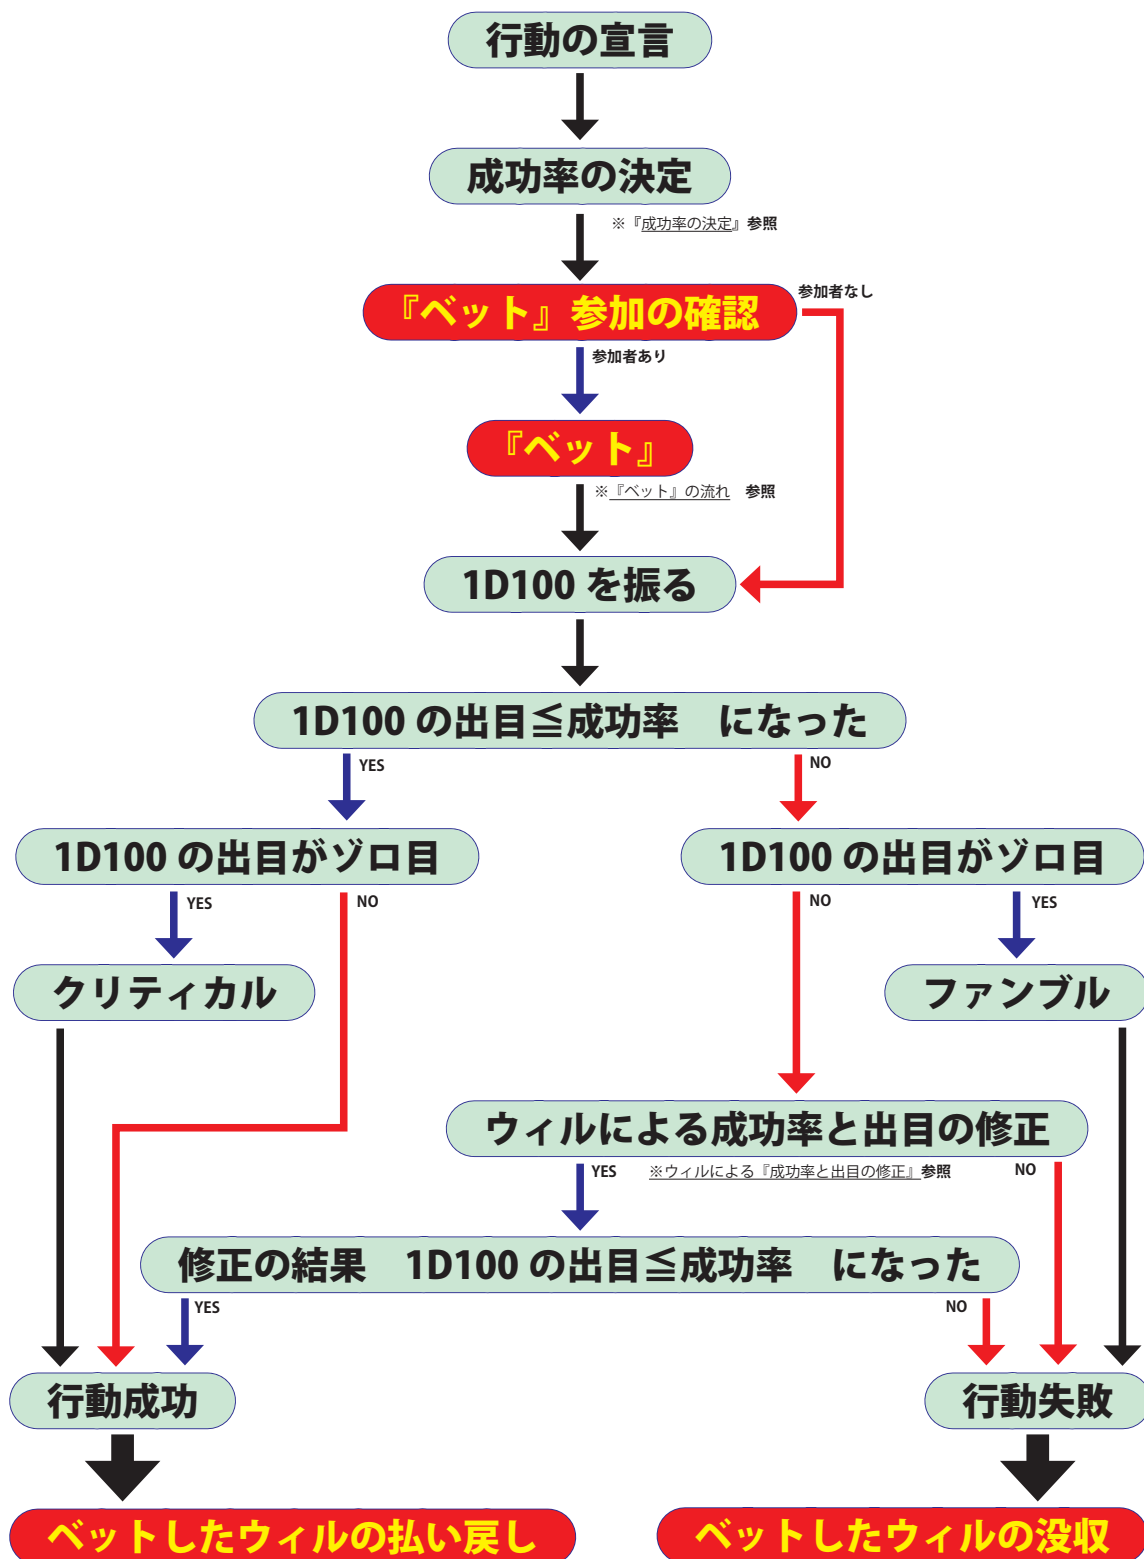 行動の宣言
成功率の決定
※『成功率の決定』参照
『ベット』参加の確認
参加者なし
参加者あり
『ベット』
※『ベット』の流れ　参照
1D100 を振る
1D100 の出目≦成功率　になった
YES
NO
1D100 の出目がゾロ目
1D100 の出目がゾロ目
YES
NO
NO
YES
クリティカル
ファンブル
ウィルによる成功率と出目の修正
YES
※ウィルによる『成功率と出目の修正』参照
NO
修正の結果　1D100 の出目≦成功率　になった
YES
NO
行動成功
行動失敗
ベットしたウィルの払い戻し
ベットしたウィルの没収